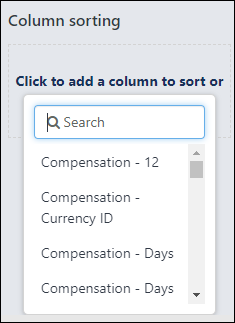 Column sorting
Click to add a column to sort or
Search
Compensation - 12
Compensation -
Currency ID
Compensation - Days
Compensation - Days